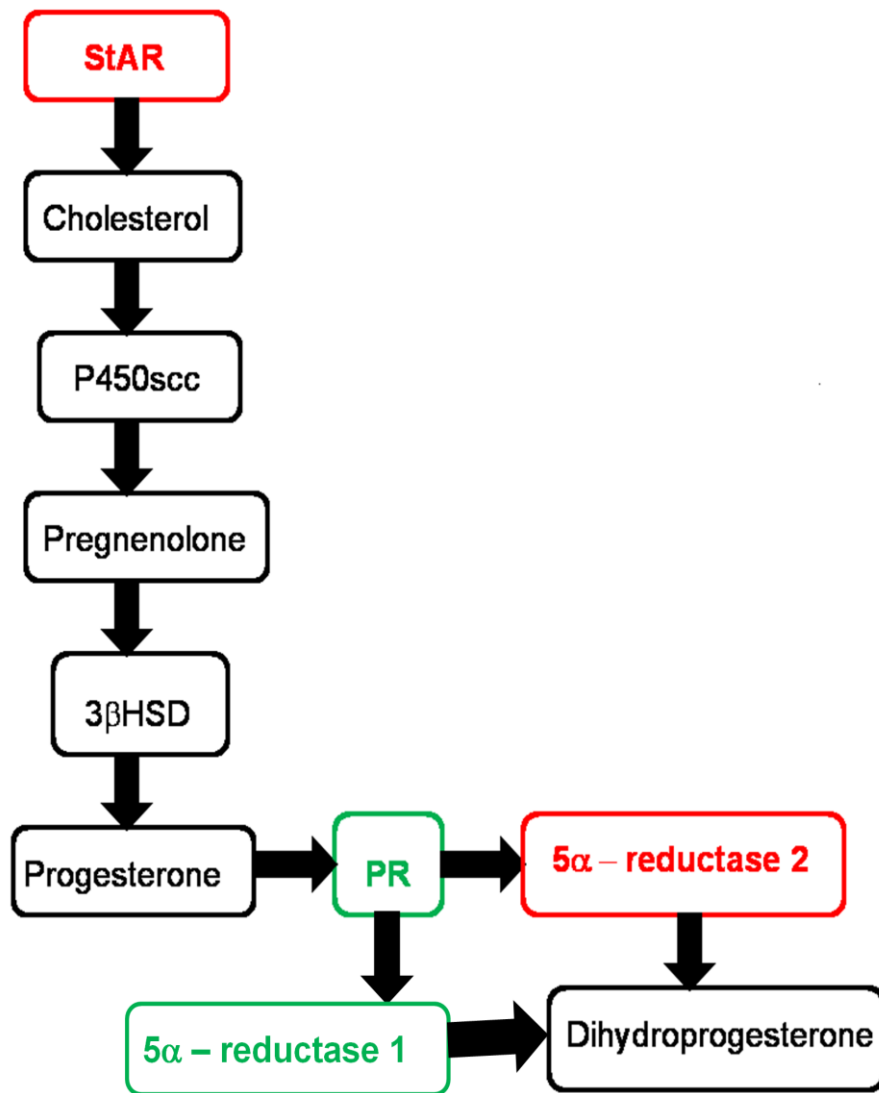 StAR
Cholesterol
P450scc
Pregnenolone
3βHSD
Progesterone
PR
5α – reductase 2
5α – reductase 1
Dihydroprogesterone